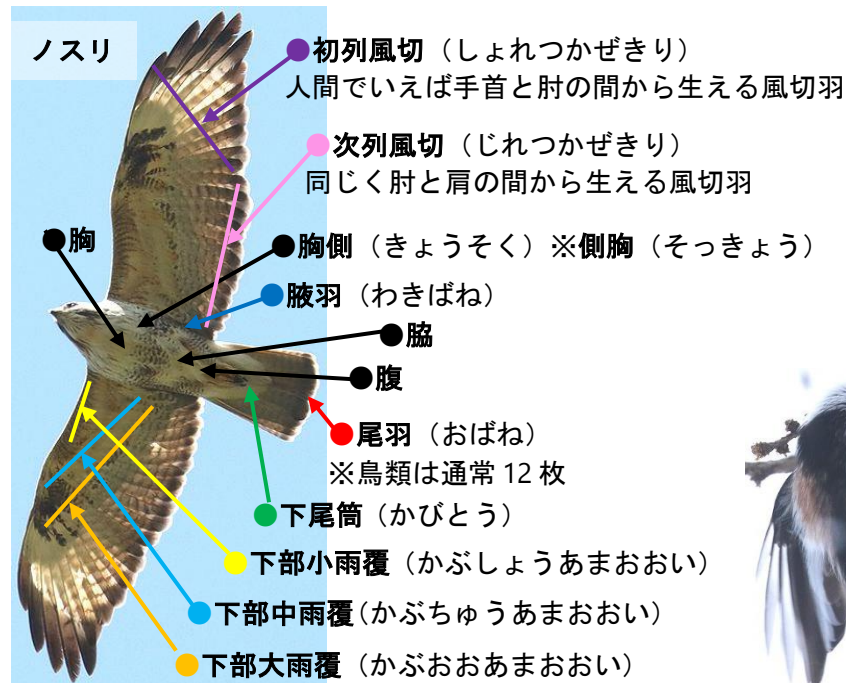 ノスリ
●初列風切（しょれつかぜきり）
人間でいえば手首と肘の間から生える風切羽
●次列風切（じれつかぜきり）
同じく肘と肩の間から生える風切羽
●胸
●胸側（きょうそく）※側胸（そっきょう）
●腋羽（わきばね）
●脇
●腹
●尾羽（おばね）
※鳥類は通常 12 枚
●下尾筒（かびとう）
●下部小雨覆（かぶしょうあまおおい）
●下部中雨覆（かぶちゅうあまおおい）
●下部大雨覆（かぶおおあまおおい）